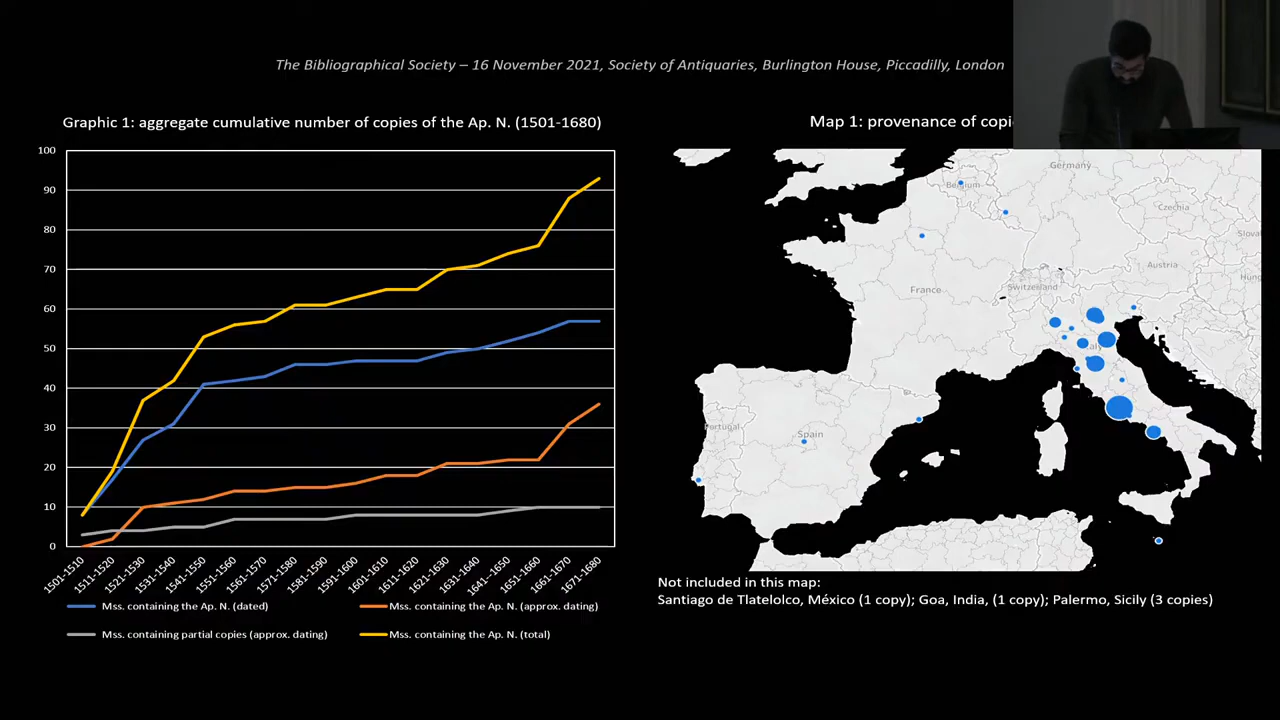 The Bibliographical Society – 16 November 2021, Society of Antiquaries, Burlington House, Piccadilly, London
Graphic 1: aggregate cumulative number of copies of the Ap. N. (1501-1680)
100
90
80
70
60
50
40
30
20
10
0
1501-1510
1511-1520
1521-1530
1531-1540
1541-1550
1551-1560
1561-1570
1571-1580
1581-1590
1591-1600
1601-1610
1611-1620
1621-1630
1631-1640
1641-1650
1651-1660
1661-1670
1671-1680
Mss. containing the Ap. N. (dated)
Mss. containing the Ap. N. (approx. dating)
Mss. containing partial copies (approx. dating)
Mss. containing the Ap. N. (total)
Map 1: provenance of copi
Germany
Belgium
Czechia
Slova
Austria
Hung
Switzerland
France
Italy
Portugal
Spain
Not included in this map:
Santiago de Tlatelolco, México (1 copy); Goa, India, (1 copy); Palermo, Sicily (3 copies)